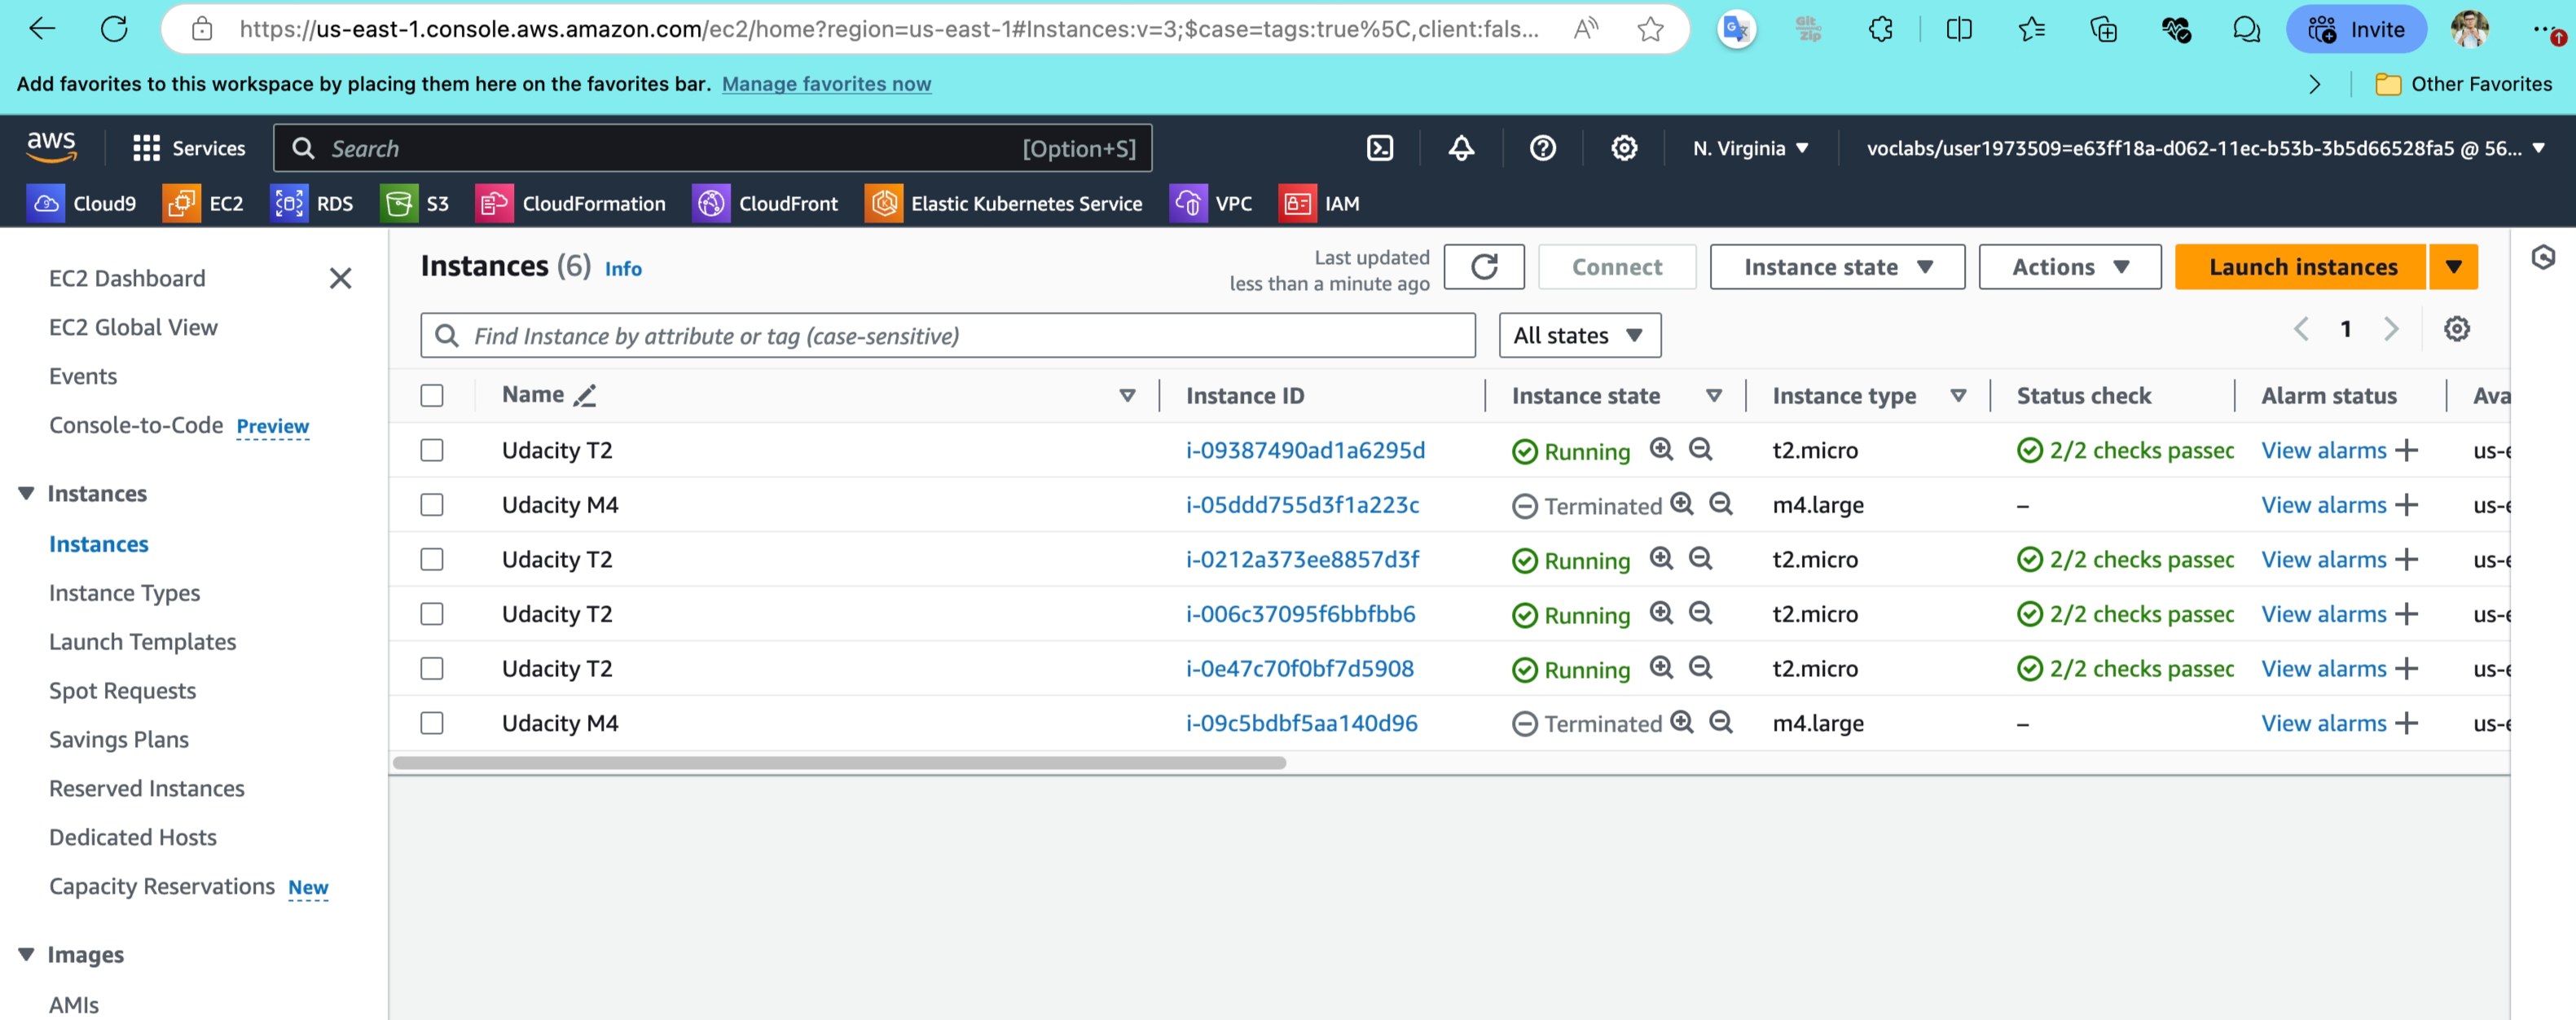 https://us-east-1.console.aws.amazon.com/ec2/home?region=us-east-1#Instances:v=3;$case=tags:true%5C,client:fals...
Git Zip
Invite
Add favorites to this workspace by placing them here on the favorites bar. Manage favorites now
Other Favorites
aws Services Search [Option+S] N. Virginia voclabs/user1973509=e63ff18a-d062-11ec-b53b-3b5d66528fa5 @ 56...
Cloud9 EC2 RDS S3 CloudFormation CloudFront Elastic Kubernetes Service VPC IAM
EC2 Dashboard
EC2 Global View
Events
Console-to-Code Preview
Instances
Instances
Instance Types
Launch Templates
Spot Requests
Savings Plans
Reserved Instances
Dedicated Hosts
Capacity Reservations New
Images
AMIs
Instances (6) Info
Last updated
less than a minute ago
Connect Instance state Actions Launch instances
Find Instance by attribute or tag (case-sensitive) All states 1
Name Instance ID Instance state Instance type Status check Alarm status Ava
Udacity T2 i-09387490ad1a6295d Running t2.micro 2/2 checks passec View alarms + us-e
Udacity M4 i-05ddd755d3f1a223c Terminated m4.large – View alarms + us-e
Udacity T2 i-0212a373ee8857d3f Running t2.micro 2/2 checks passec View alarms + us-e
Udacity T2 i-006c37095f6bbfbb6 Running t2.micro 2/2 checks passec View alarms + us-e
Udacity T2 i-0e47c70f0bf7d5908 Running t2.micro 2/2 checks passec View alarms + us-e
Udacity M4 i-09c5bdbf5aa140d96 Terminated m4.large – View alarms + us-e